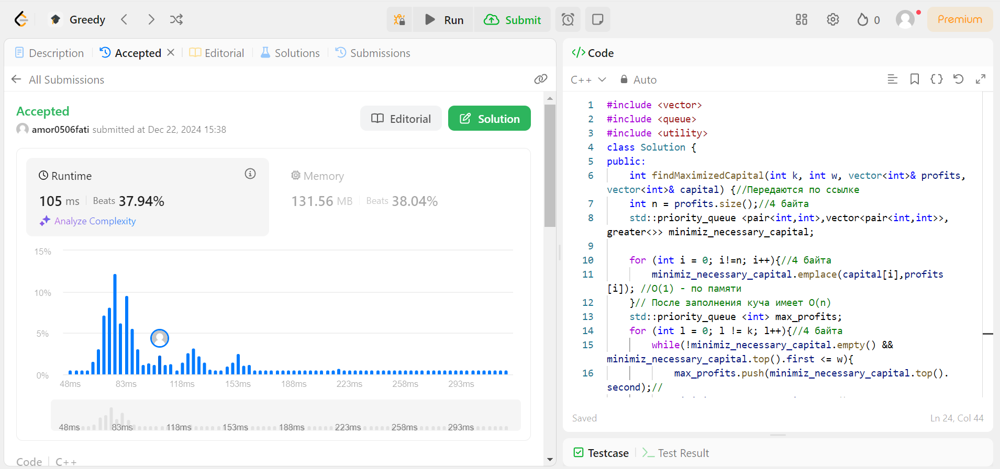 Greedy
Run
Submit
0
Premium
Description
Accepted
Editorial
Solutions
Submissions
All Submissions
Accepted
amor0506fati submitted at Dec 22, 2024 15:38
Editorial
Solution
Runtime
105 ms
Beats 37.94%
Analyze Complexity
Memory
131.56 MB
Beats 38.04%
15%
10%
5%
0%
48ms 83ms 118ms 153ms 188ms 223ms 258ms 293ms
48ms 83ms 118ms 153ms 188ms 223ms 258ms 293ms
Code
C++
</> Code
C++
Auto
1 #include <vector>
2 #include <queue>
3 #include <utility>
4 class Solution {
5 public:
6 int findMaximizedCapital(int k, int w, vector<int>& profits,
vector<int>& capital) {//Передаются по ссылке
7 int n = profits.size();//4 байта
8 std::priority_queue <pair<int,int>,vector<pair<int,int>>,
greater<>> minimiz_necessary_capital;
9
10 for (int i = 0; i!=n; i++){//4 байта
11 minimiz_necessary_capital.emplace(capital[i],profits
[i]); //O(1) - по памяти
12 }// После заполнения куча имеет O(n)
13 std::priority_queue <int> max_profits;
14 for (int l = 0; l != k; l++){//4 байта
15 while(!minimiz_necessary_capital.empty() &&
minimiz_necessary_capital.top().first <= w){
16 max_profits.push(minimiz_necessary_capital.top().
second);//
Saved
Ln 24, Col 44
Testcase
Test Result